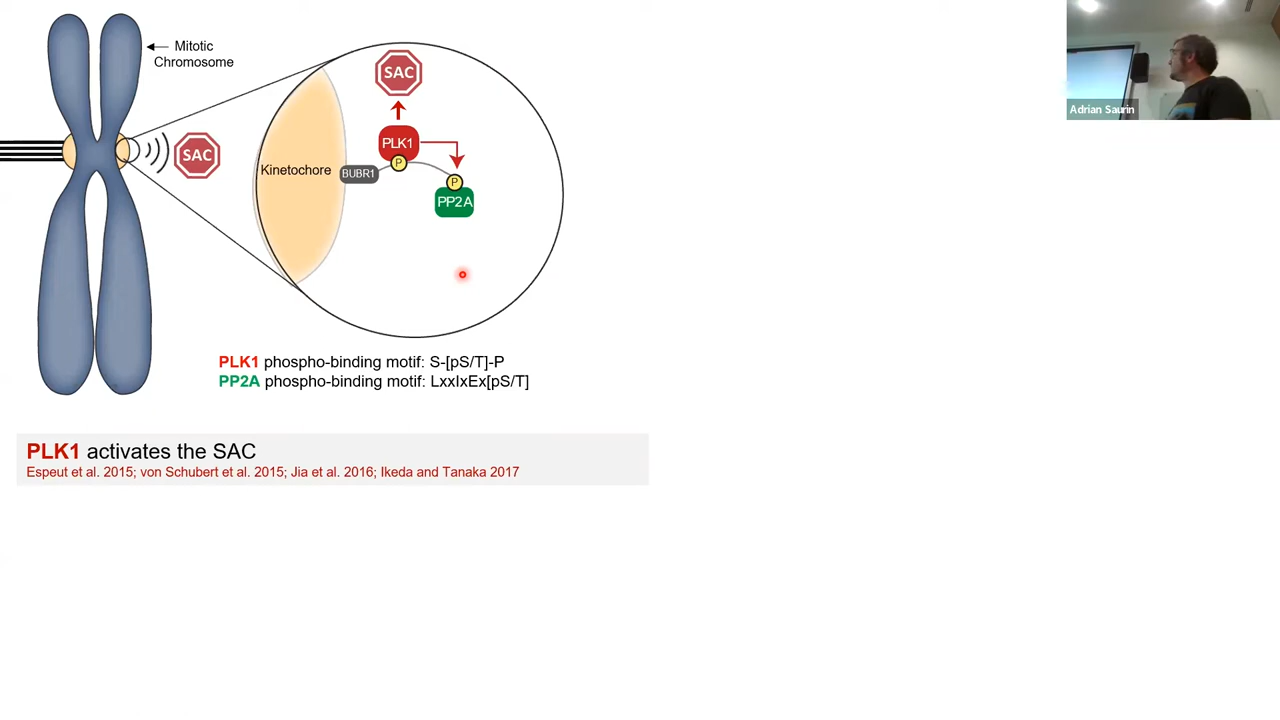 Mitotic
Chromosome
SAC
SAC
PLK1
P
Kinetochore
BUBR1
P
PP2A
PLK1 phospho-binding motif: S-[pS/T]-P
PP2A phospho-binding motif: LxxIxEx[pS/T]
PLK1 activates the SAC
Espeut et al. 2015; von Schubert et al. 2015; Jia et al. 2016; Ikeda and Tanaka 2017
Adrian Saurin